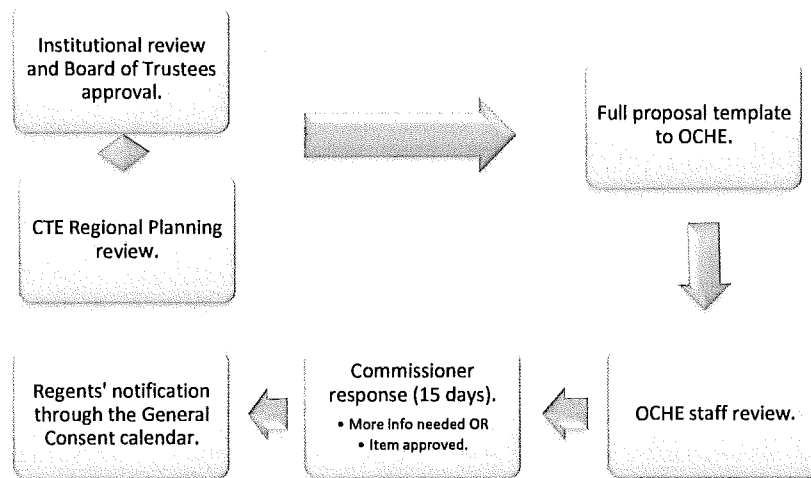 Institutional review
and Board of Trustees
approval.
CTE Regional Planning
review.
Full proposal template
to OCHE.
OCHE staff review.
Commissioner
response (15 days).
• More info needed OR
• Item approved.
Regents' notification
through the General
Consent calendar.